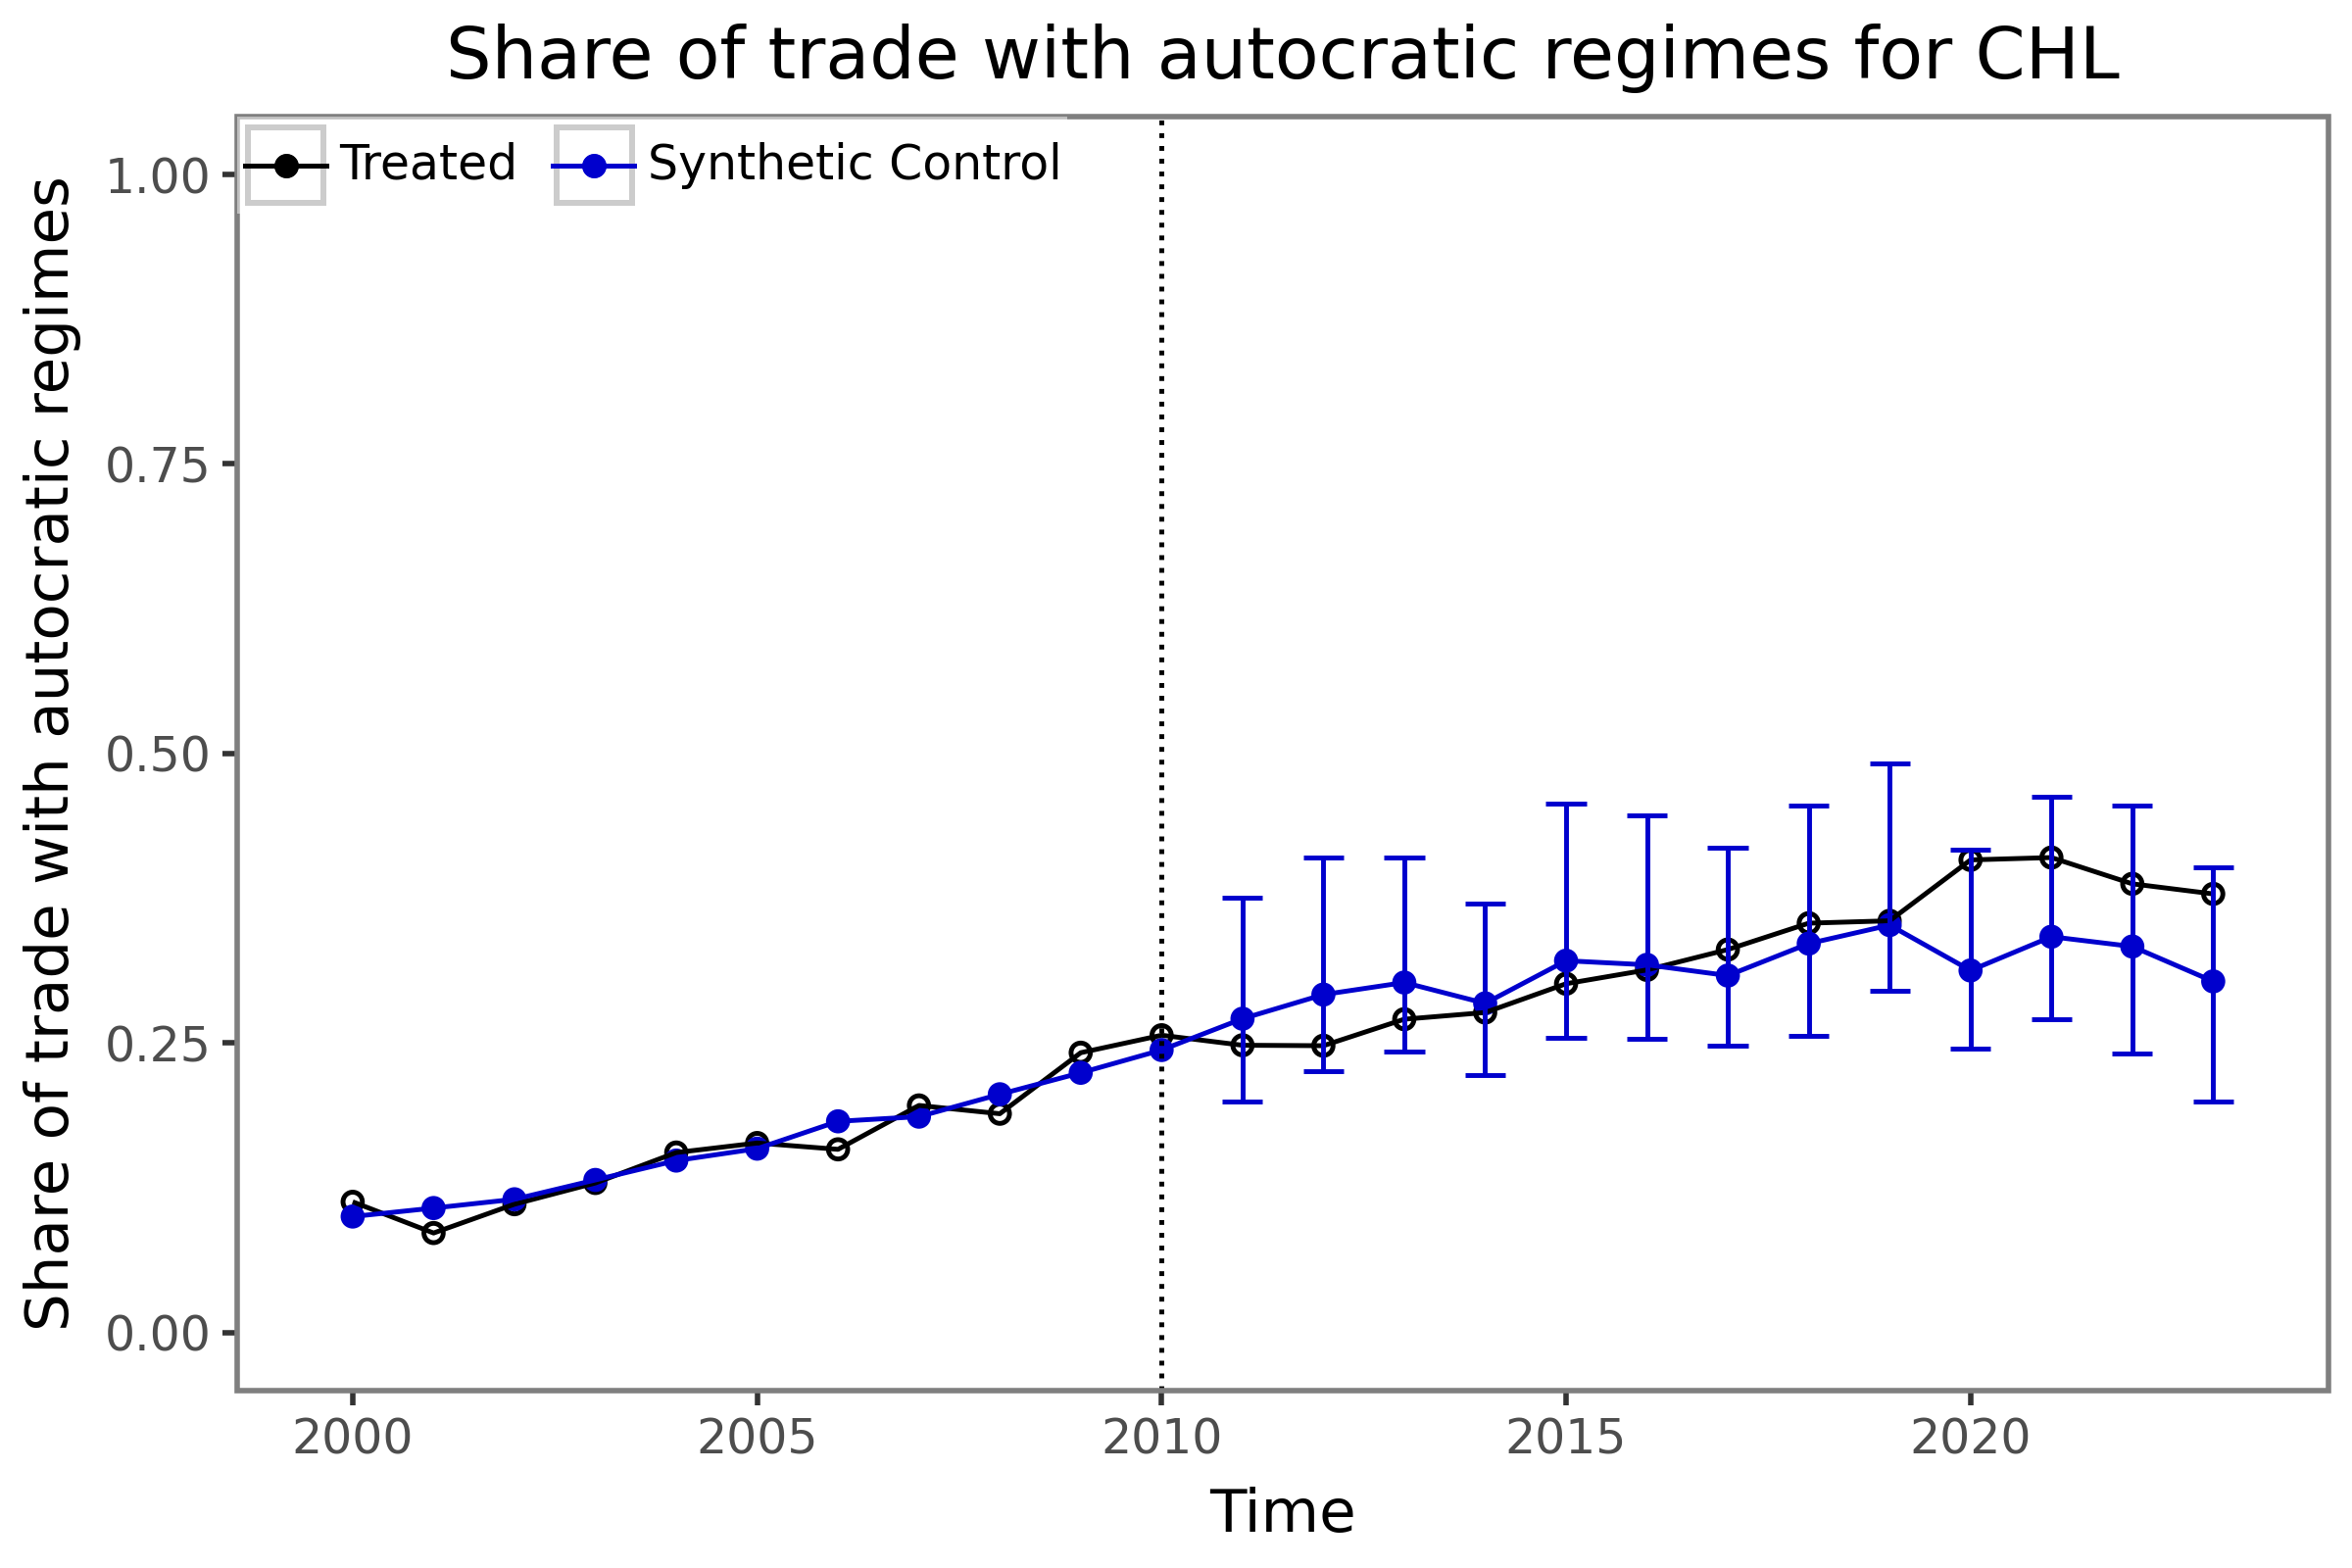 Share of trade with autocratic regimes for CHL
Treated
Synthetic Control
Share of trade with autocratic regimes
1.00
0.75
0.50
0.25
0.00
2000
2005
2010
2015
2020
Time